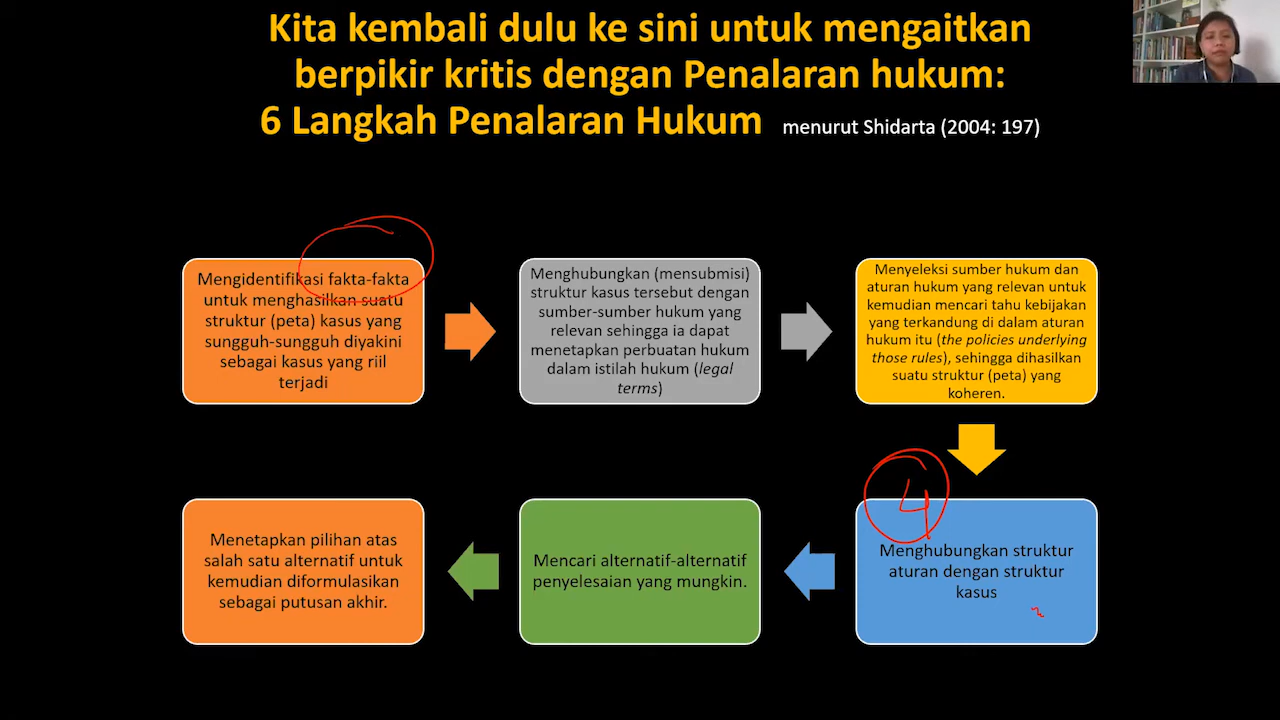 Kita kembali dulu ke sini untuk mengaitkan
berpikir kritis dengan Penalaran hukum:
6 Langkah Penalaran Hukum menurut Shidarta (2004: 197)
Mengidentifikasi fakta-fakta
untuk menghasilkan suatu
struktur (peta) kasus yang
sungguh-sungguh diyakini
sebagai kasus yang riil
terjadi
Menghubungkan (mensubmisi)
struktur kasus tersebut dengan
sumber-sumber hukum yang
relevan sehingga ia dapat
menetapkan perbuatan hukum
dalam istilah hukum (legal
terms)
Menyeleksi sumber hukum dan
aturan hukum yang relevan untuk
kemudian mencari tahu kebijakan
yang terkandung di dalam aturan
hukum itu (the policies underlying
those rules), sehingga dihasilkan
suatu struktur (peta) yang
koheren.
4
Menghubungkan struktur
aturan dengan struktur
kasus
Mencari alternatif-alternatif
penyelesaian yang mungkin.
Menetapkan pilihan atas
salah satu alternatif untuk
kemudian diformulasikan
sebagai putusan akhir.